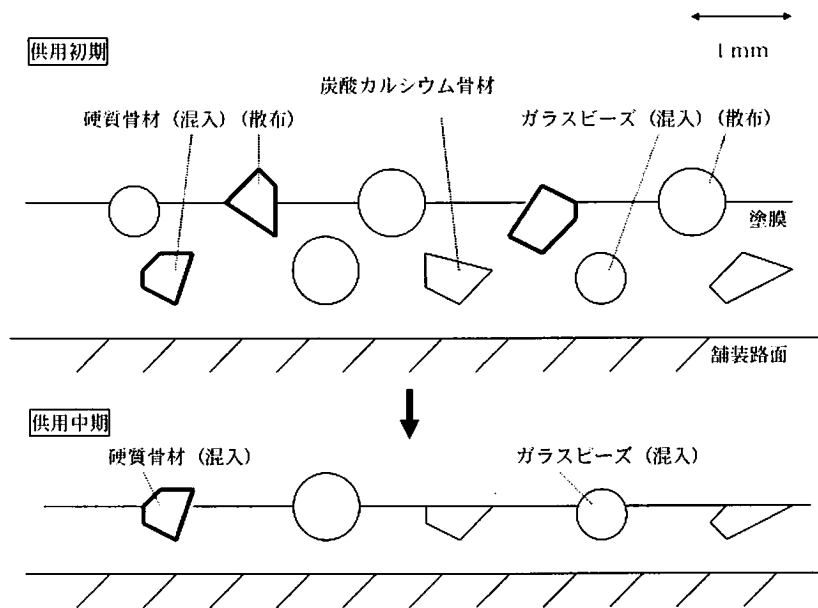 供用初期
1 mm
炭酸カルシウム骨材
硬質骨材（混入）（散布）
ガラスビーズ（混入）（散布）
塗膜
舗装路面
供用中期
硬質骨材（混入）
ガラスビーズ（混入）